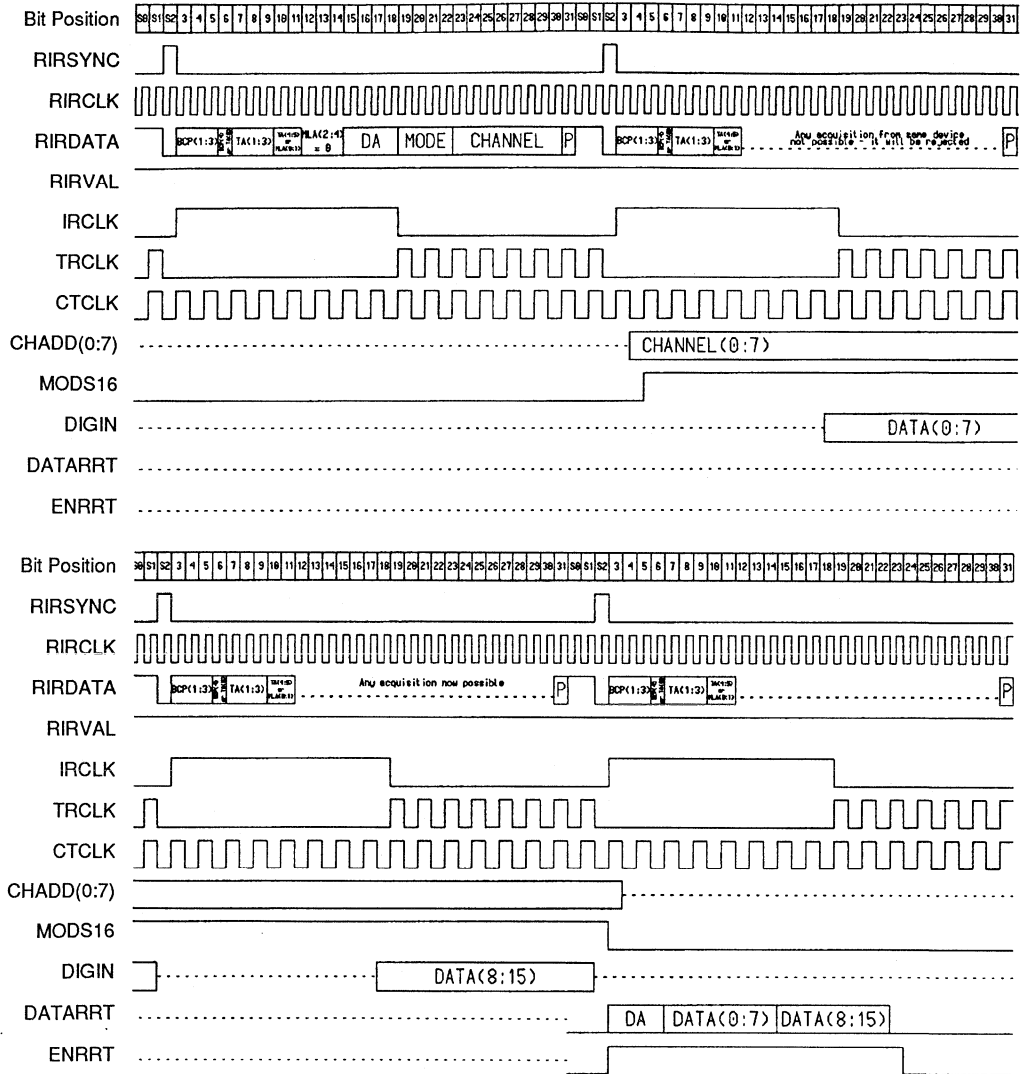 Bit Position S0 S1 S2 3 4 5 6 7 8 9 10 11 12 13 14 15 16 17 18 19 20 21 22 23 24 25 26 27 28 29 30 31 S0 S1 S2 3 4 5 6 7 8 9 10 11 12 13 14 15 16 17 18 19 20 21 22 23 24 25 26 27 28 29 30 31
RIRSYNC
RIRCLK
RIRDATA BCP(1:3) TA(1:3) MLA(2:4) = 0 DA MODE CHANNEL P BCP(1:3) TA(1:3) Any acquisition from same device not possible - it will be rejected P
RIRVAL
IRCLK
TRCLK
CTCLK
CHADD(0:7) CHANNEL(0:7)
MODS16
DIGIN DATA(0:7)
DATARRT
ENRRT
Bit Position S0 S1 S2 3 4 5 6 7 8 9 10 11 12 13 14 15 16 17 18 19 20 21 22 23 24 25 26 27 28 29 30 31 S0 S1 S2 3 4 5 6 7 8 9 10 11 12 13 14 15 16 17 18 19 20 21 22 23 24 25 26 27 28 29 30 31
RIRSYNC
RIRCLK
RIRDATA BCP(1:3) TA(1:3) Any acquisition now possible P BCP(1:3) TA(1:3) P
RIRVAL
IRCLK
TRCLK
CTCLK
CHADD(0:7)
MODS16
DIGIN DATA(8:15)
DATARRT DA DATA(0:7) DATA(8:15)
ENRRT